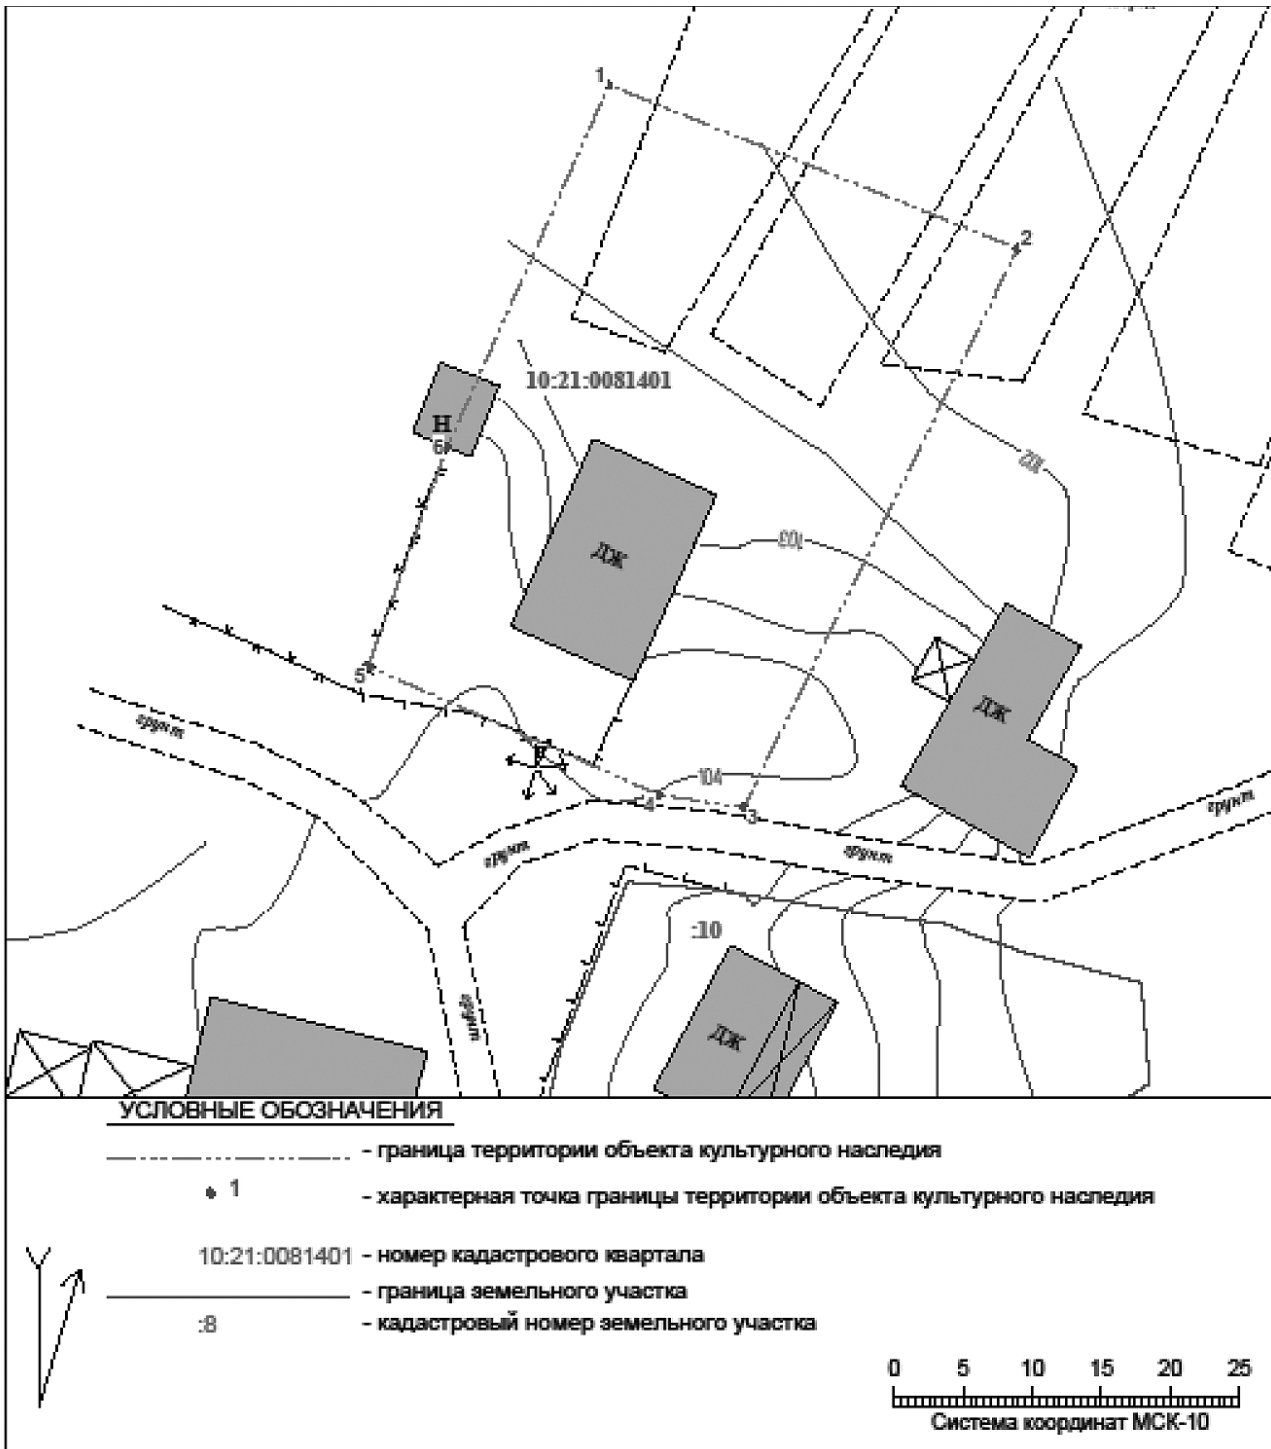 1
2
10:21:0081401
Н
6
102
ДЖ
103
5
ДЖ
грунт
104
4
3
грунт
грунт
грунт
:10
грунт
ДЖ
УСЛОВНЫЕ ОБОЗНАЧЕНИЯ
- граница территории объекта культурного наследия
1 - характерная точка границы территории объекта культурного наследия
10:21:0081401 - номер кадастрового квартала
- граница земельного участка
:8 - кадастровый номер земельного участка
0 5 10 15 20 25
Система координат МСК-10